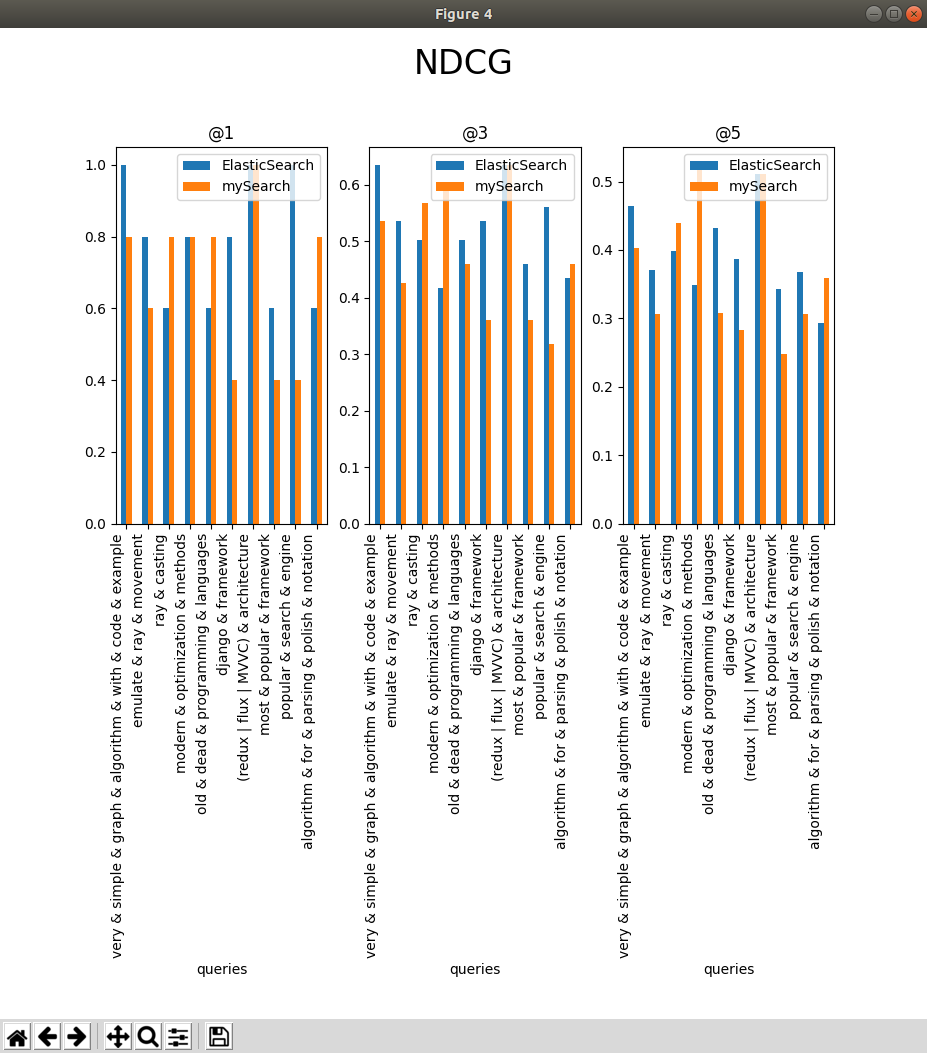 Figure 4
NDCG
@1
@3
@5
ElasticSearch
mySearch
ElasticSearch
mySearch
ElasticSearch
mySearch
1.0
0.8
0.6
0.4
0.2
0.0
0.6
0.5
0.4
0.3
0.2
0.1
0.0
0.5
0.4
0.3
0.2
0.1
0.0
very & simple & graph & algorithm & with & code & example
emulate & ray & movement
ray & casting
modern & optimization & methods
old & dead & programming & languages
django & framework
(redux | flux | MVVC) & architecture
most & popular & framework
popular & search & engine
algorithm & for & parsing & polish & notation
very & simple & graph & algorithm & with & code & example
emulate & ray & movement
ray & casting
modern & optimization & methods
old & dead & programming & languages
django & framework
(redux | flux | MVVC) & architecture
most & popular & framework
popular & search & engine
algorithm & for & parsing & polish & notation
very & simple & graph & algorithm & with & code & example
emulate & ray & movement
ray & casting
modern & optimization & methods
old & dead & programming & languages
django & framework
(redux | flux | MVVC) & architecture
most & popular & framework
popular & search & engine
algorithm & for & parsing & polish & notation
queries
queries
queries